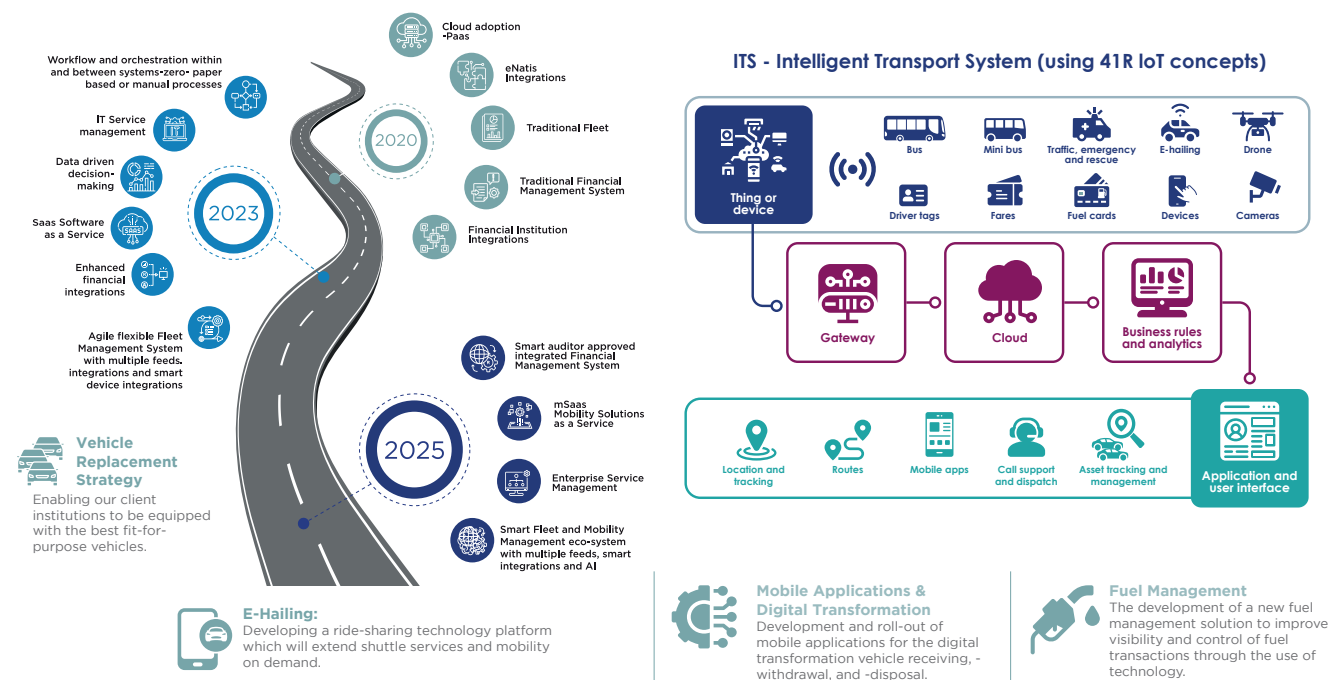 Cloud adoption
-Paas
eNatis
Integrations
Traditional Fleet
Traditional Financial
Management System
Financial Institution
Integrations
2020
Workflow and orchestration within
and between systems-zero- paper
based or manual processes
IT Service
management
Data driven
decision-
making
Saas Software
as a Service
SAAS
Enhanced
financial
integrations
Agile flexible Fleet
Management System
with multiple feeds.
integrations and smart
device integrations
2023
Smart auditor approved
integrated Financial
Management System
mSaas
Mobility Solutions
as a Service
Enterprise Service
Management
Smart Fleet and Mobility
Management eco-system
with multiple feeds, smart
integrations and AI
2025
Vehicle
Replacement
Strategy
Enabling our client
institutions to be equipped
with the best fit-for-
purpose vehicles.
E-Hailing:
Developing a ride-sharing technology platform
which will extend shuttle services and mobility
on demand.
ITS - Intelligent Transport System (using 41R IoT concepts)
Thing or
device
Bus
Mini bus
Traffic, emergency
and rescue
E-hailing
Drone
Driver tags
Fares
Fuel cards
Devices
Cameras
Gateway
Cloud
Business rules
and analytics
Location and
tracking
Routes
Mobile apps
Call support
and dispatch
Asset tracking and
management
Application and
user interface
Mobile Applications &
Digital Transformation
Development and roll-out of
mobile applications for the digital
transformation vehicle receiving, -
withdrawal, and -disposal.
Fuel Management
The development of a new fuel
management solution to improve
visibility and control of fuel
transactions through the use of
technology.